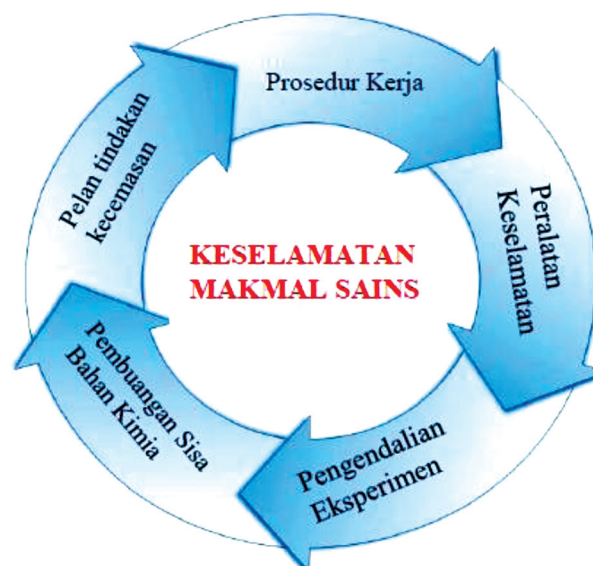 Prosedur Kerja
Peralatan
Keselamatan
Pengendalian
Eksperimen
Pembuangan Sisa
Bahan Kimia
Pelan tindakan
kecemasan
KESELAMATAN
MAKMAL SAINS